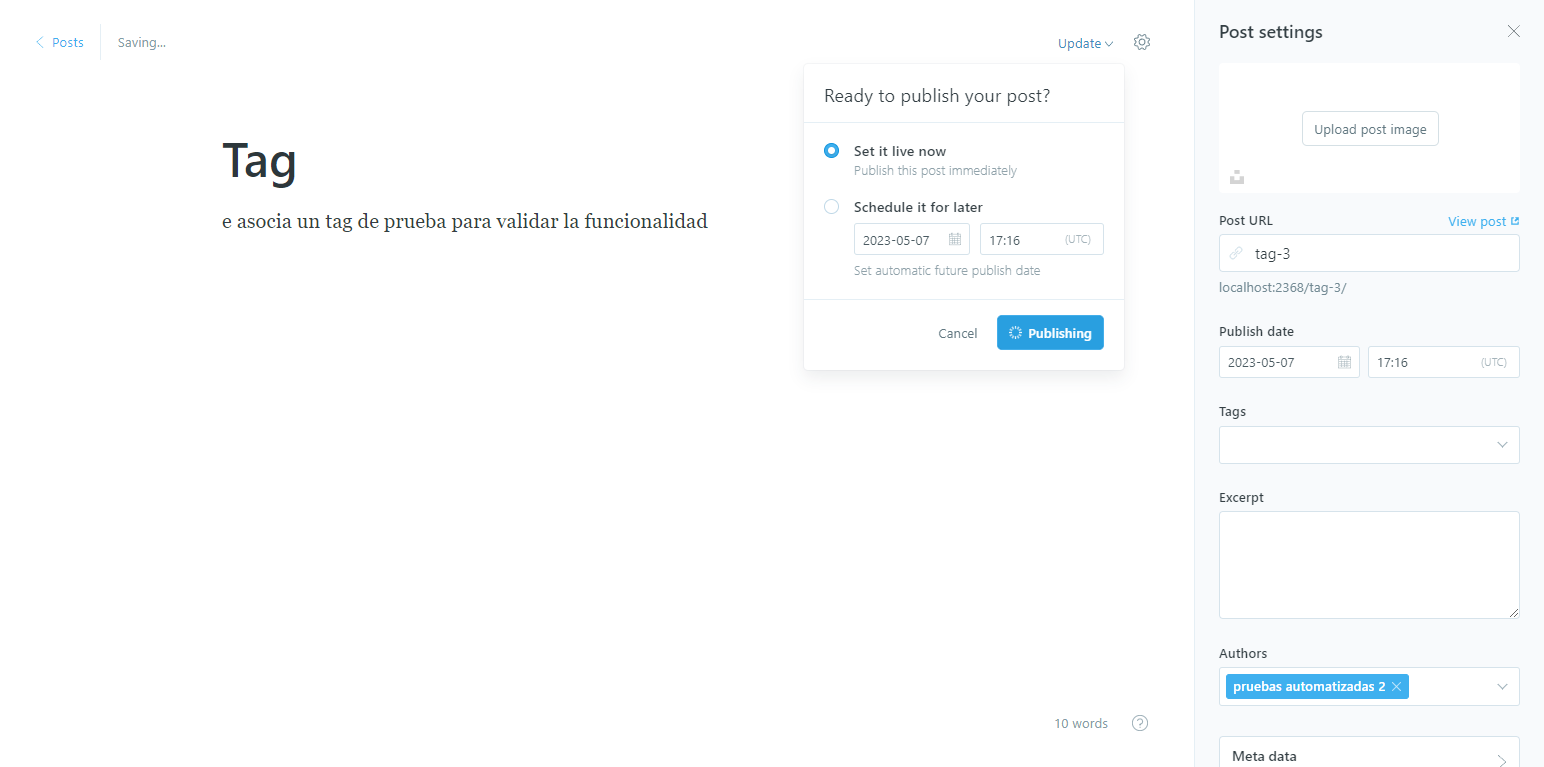 Posts
Saving...
Update
Ready to publish your post?
Set it live now
Publish this post immediately
Schedule it for later
2023-05-07
17:16 (UTC)
Set automatic future publish date
Cancel
Publishing
Tag
e asocia un tag de prueba para validar la funcionalidad
10 words
?
Post settings
Upload post image
Post URL
View post
tag-3
localhost:2368/tag-3/
Publish date
2023-05-07
17:16 (UTC)
Tags
Excerpt
Authors
pruebas automatizadas 2
Meta data